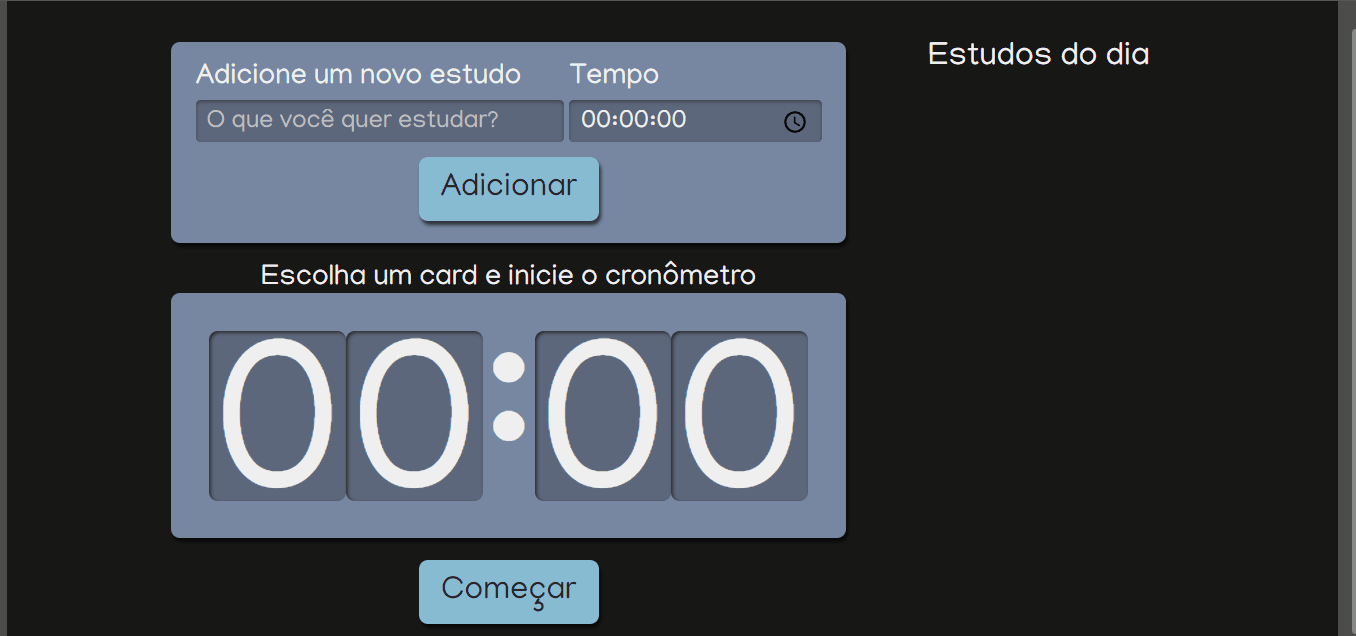 Adicione um novo estudo Tempo
O que você quer estudar? 00:00:00
Adicionar
Escolha um card e inicie o cronômetro
00:00
Começar
Estudos do dia